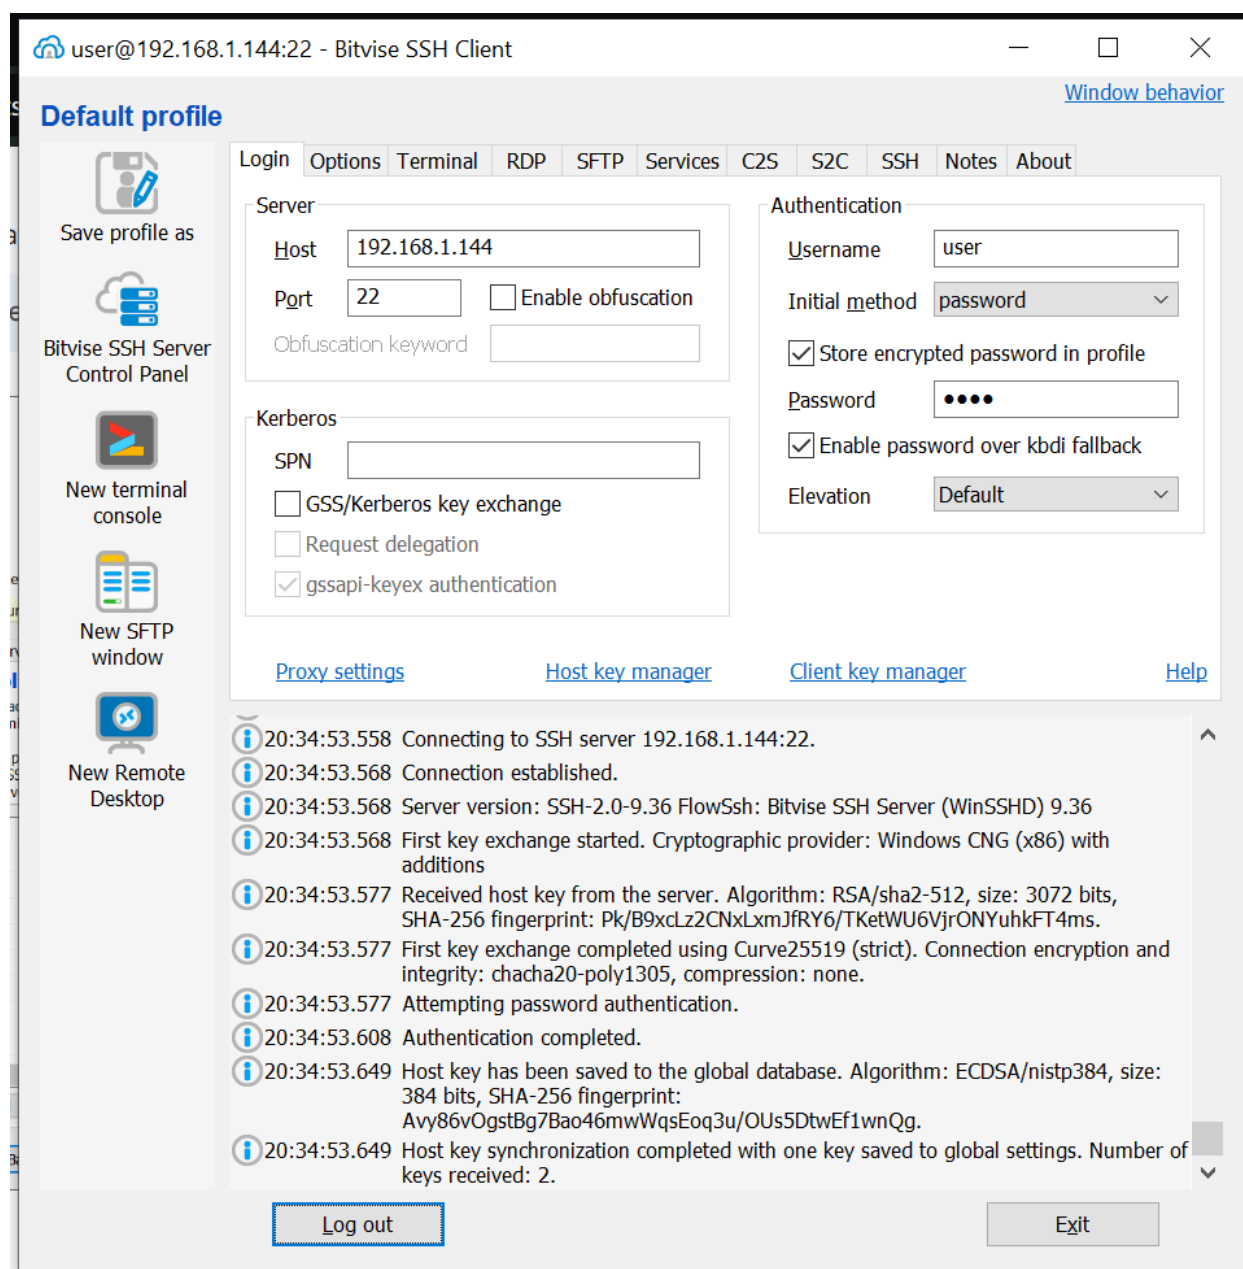 user@192.168.1.144:22 - Bitvise SSH Client
Window behavior
Default profile
Save profile as
Bitvise SSH Server
Control Panel
New terminal
console
New SFTP
window
New Remote
Desktop
Login Options Terminal RDP SFTP Services C2S S2C SSH Notes About
Server
Host 192.168.1.144
Port 22 Enable obfuscation
Obfuscation keyword
Kerberos
SPN
GSS/Kerberos key exchange
Request delegation
gssapi-keyex authentication
Authentication
Username user
Initial method password
Store encrypted password in profile
Password ●●●●
Enable password over kbdi fallback
Elevation Default
Proxy settings Host key manager Client key manager Help
20:34:53.558 Connecting to SSH server 192.168.1.144:22.
20:34:53.568 Connection established.
20:34:53.568 Server version: SSH-2.0-9.36 FlowSsh: Bitvise SSH Server (WinSSHD) 9.36
20:34:53.568 First key exchange started. Cryptographic provider: Windows CNG (x86) with
additions
20:34:53.577 Received host key from the server. Algorithm: RSA/sha2-512, size: 3072 bits,
SHA-256 fingerprint: Pk/B9xcLz2CNxLxmJfRY6/TKetWU6VjrONYuhkFT4ms.
20:34:53.577 First key exchange completed using Curve25519 (strict). Connection encryption and
integrity: chacha20-poly1305, compression: none.
20:34:53.577 Attempting password authentication.
20:34:53.608 Authentication completed.
20:34:53.649 Host key has been saved to the global database. Algorithm: ECDSA/nistp384, size:
384 bits, SHA-256 fingerprint:
Avy86vOgstBg7Bao46mwWqsEoq3u/OUs5DtwEf1wnQg.
20:34:53.649 Host key synchronization completed with one key saved to global settings. Number of
keys received: 2.
Log out Exit